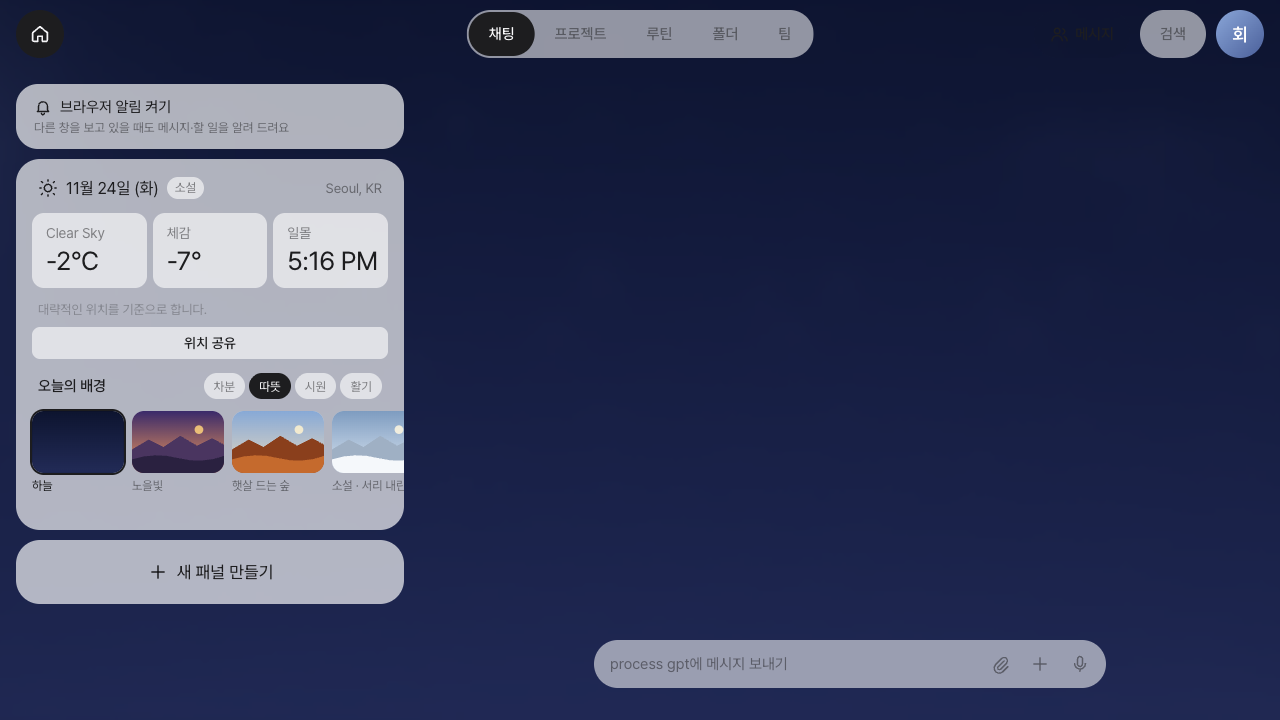 채팅
프로젝트
루틴
폴더
팀
메시지
검색
회
브라우저 알림 켜기
다른 창을 보고 있을 때도 메시지·할 일을 알려 드려요
11월 24일 (화)
소설
Seoul, KR
Clear Sky
-2°C
체감
-7°
일몰
5:16 PM
대략적인 위치를 기준으로 합니다.
위치 공유
오늘의 배경
차분
따뜻
시원
활기
하늘
노을빛
햇살 드는 숲
소설 · 서리 내린
새 패널 만들기
process gpt에 메시지 보내기